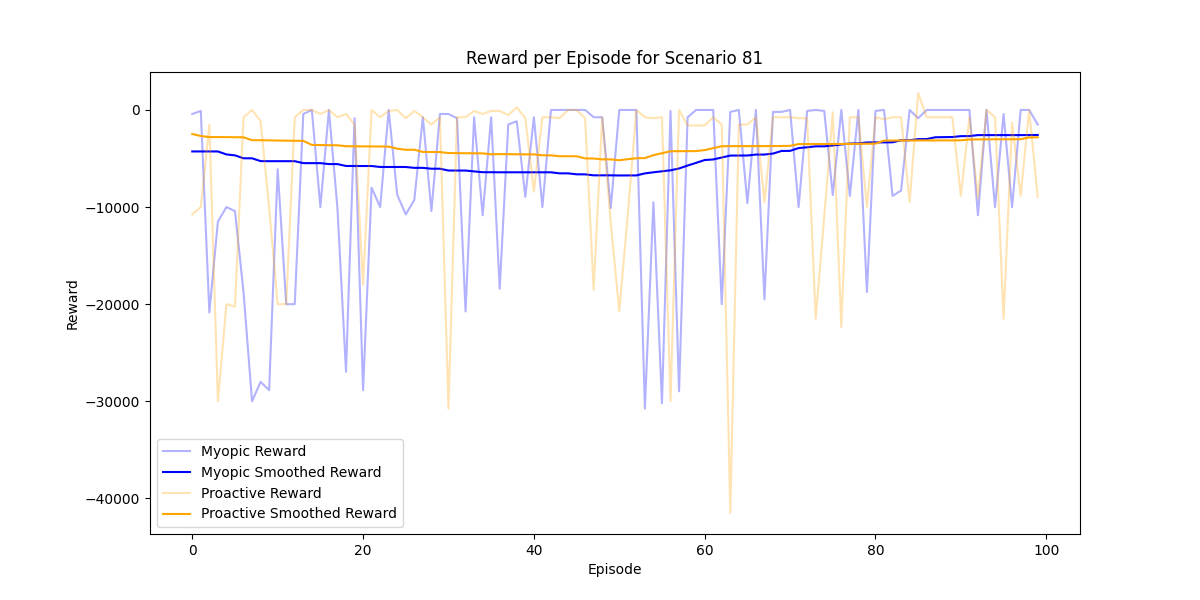 Reward per Episode for Scenario 81
Reward
0
−10000
−20000
−30000
−40000
Myopic Reward
Myopic Smoothed Reward
Proactive Reward
Proactive Smoothed Reward
0 20 40 60 80 100
Episode